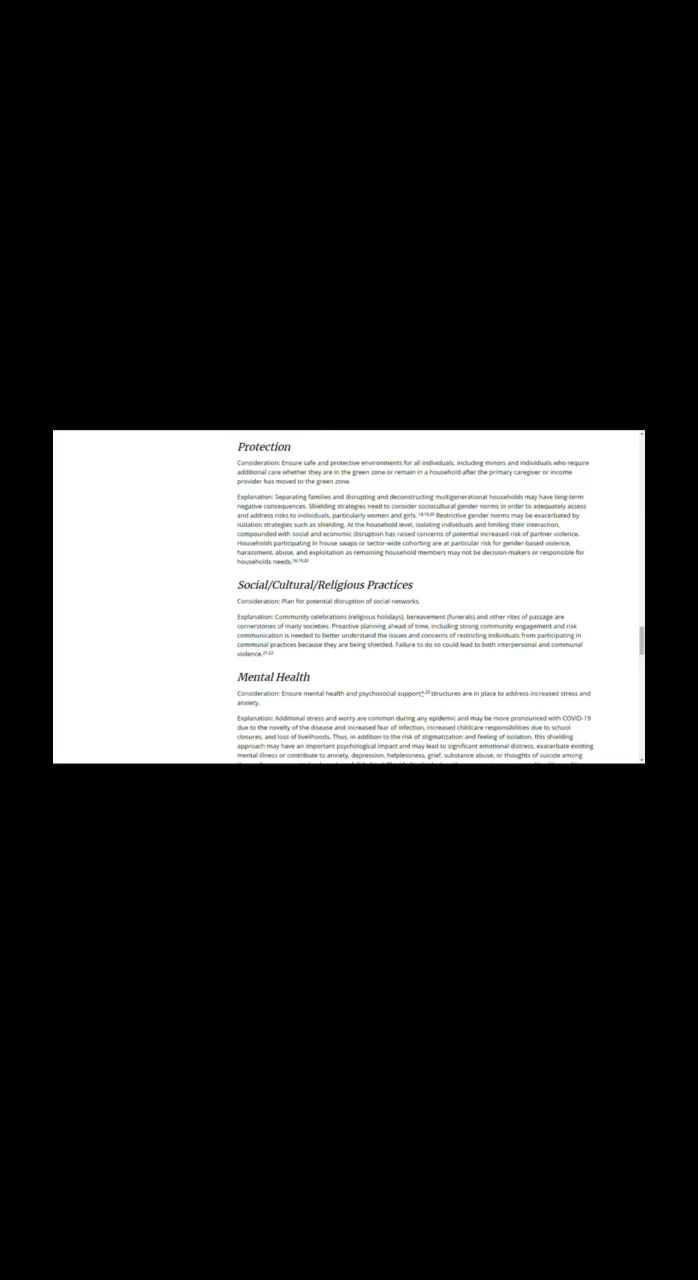 Protection
Consideration: Ensure safe and protective environments for all individuals, including minors and individuals who require
additional care whether they are in the green zone or remain in a household after the primary caregiver or income
provider has moved to the green zone.
Explanation: Separating families and disrupting and deconstructing multigenerational households may have long-term
negative consequences. Shielding strategies need to consider sociocultural gender norms in order to adequately assess
and address risks to individuals, particularly women and girls. 18,19,20 Restrictive gender norms may be exacerbated by
isolation strategies such as shielding. At the household level, isolating individuals and limiting their interaction,
compounded with social and economic disruption has raised concerns of potential increased risk of partner violence.
Households participating in house swaps or sector-wide cohorting are at particular risk for gender-based violence,
harassment, abuse, and exploitation as remaining household members may not be decision-makers or responsible for
households needs.18,19,20
Social/Cultural/Religious Practices
Consideration: Plan for potential disruption of social networks.
Explanation: Community celebrations (religious holidays), bereavement (funerals) and other rites of passage are
cornerstones of many societies. Proactive planning ahead of time, including strong community engagement and risk
communication is needed to better understand the issues and concerns of restricting individuals from participating in
communal practices because they are being shielded. Failure to do so could lead to both interpersonal and communal
violence.21,22
Mental Health
Consideration: Ensure mental health and psychosocial support structures are in place to address increased stress and
anxiety.
Explanation: Additional stress and worry are common during any epidemic and may be more pronounced with COVID-19
due to the novelty of the disease and increased fear of infection, increased childcare responsibilities due to school
closures, and loss of livelihoods. Thus, in addition to the risk of stigmatization and feeling of isolation, this shielding
approach may have an important psychological impact and may lead to significant emotional distress, exacerbate existing
mental illness or contribute to anxiety, depression, helplessness, grief, substance abuse, or thoughts of suicide among